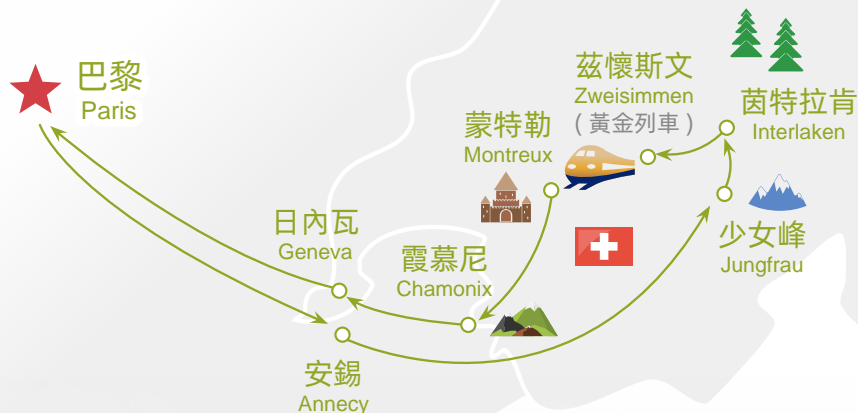 巴黎
Paris
茲懷斯文
Zweisimmen
( 黃金列車 )
茵特拉肯
Interlaken
蒙特勒
Montreux
日內瓦
Geneva
霞慕尼
Chamonix
少女峰
Jungfrau
安錫
Annecy